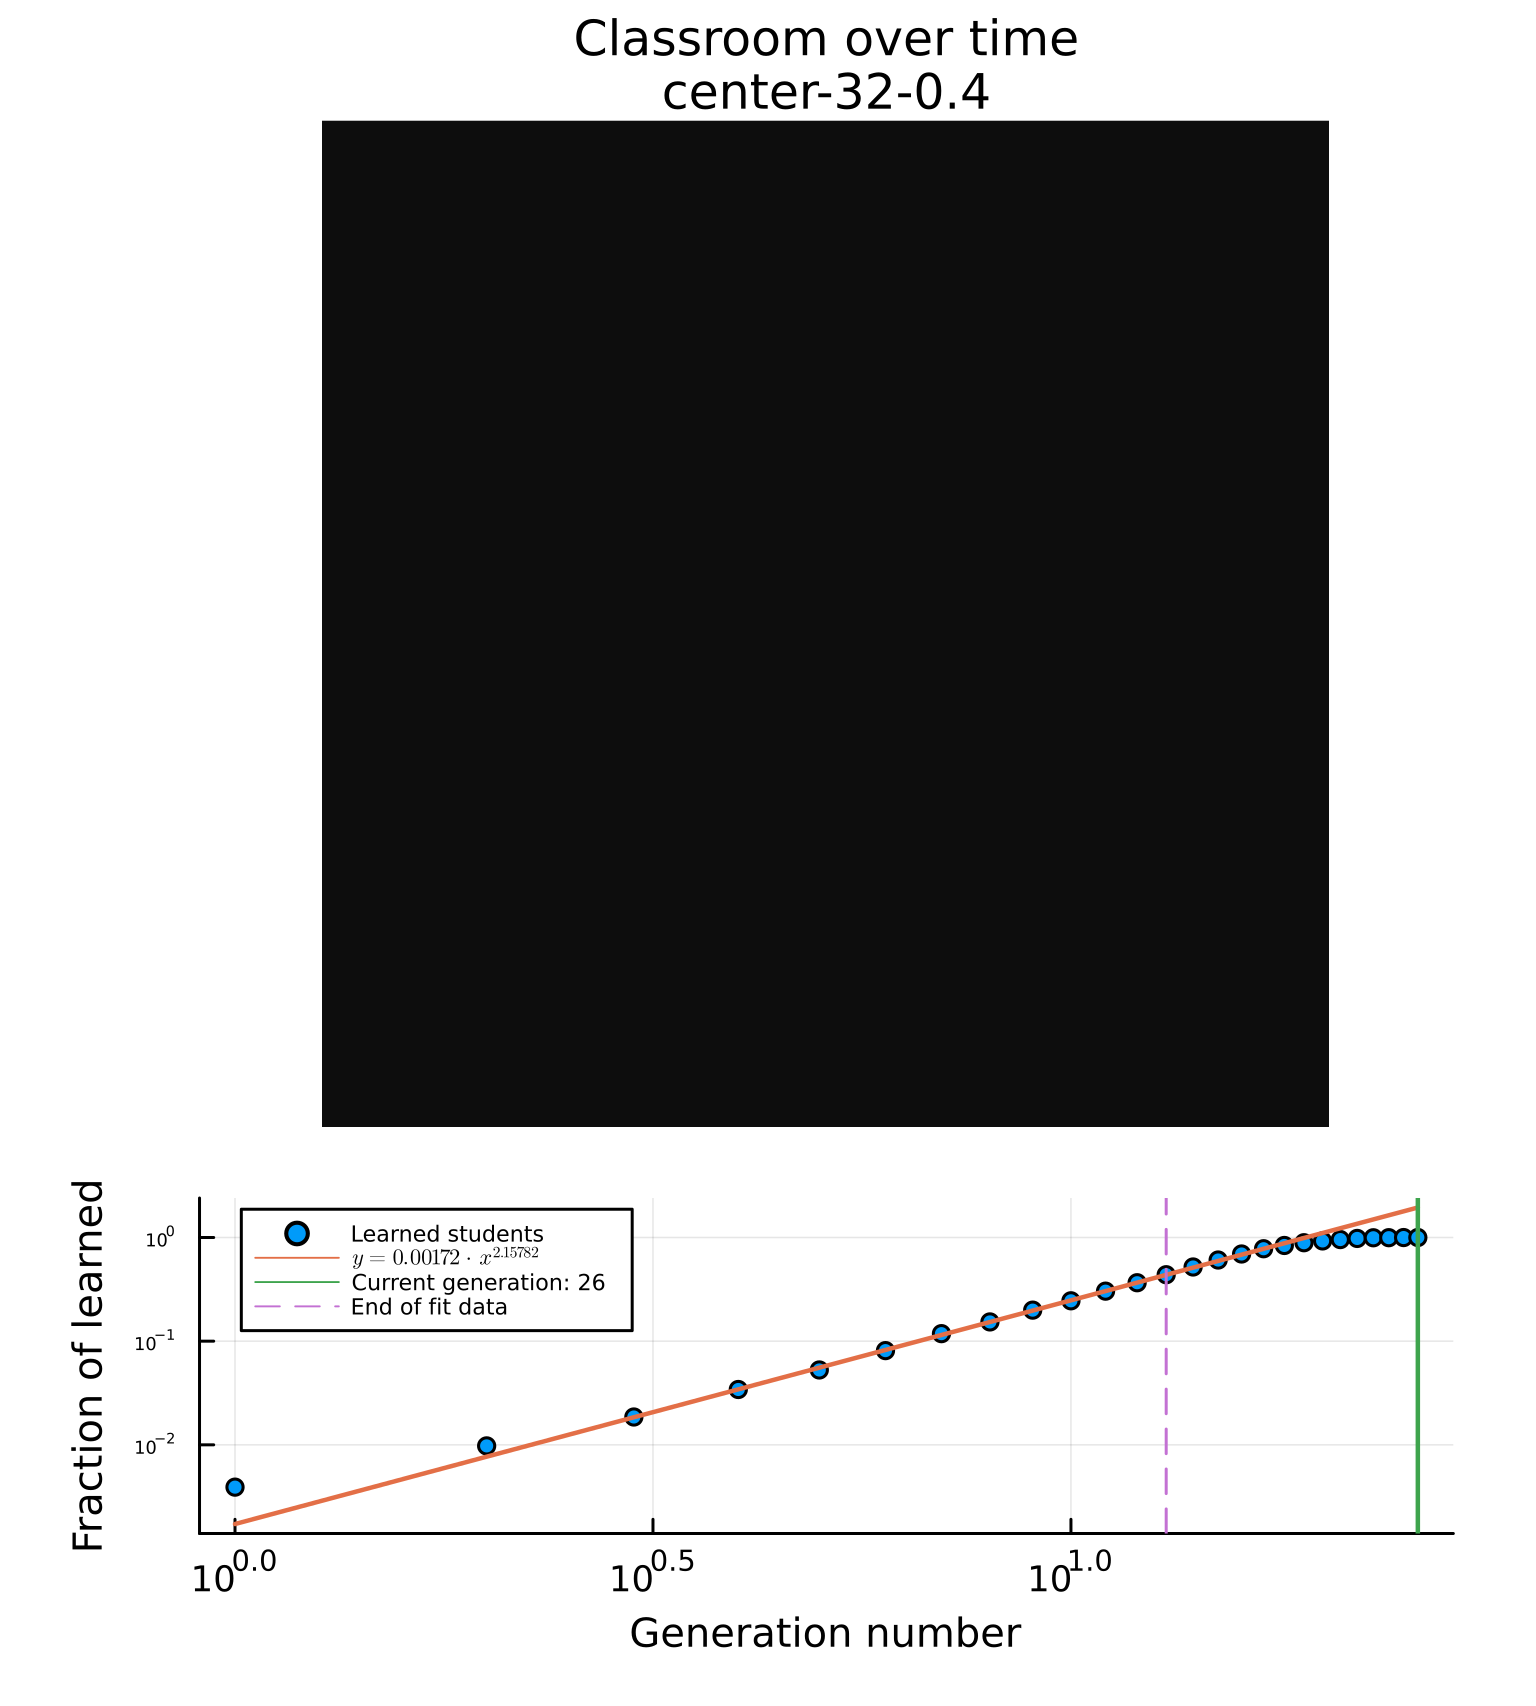 Classroom over time
center-32-0.4
Fraction of learned
10^0
10^−1
10^−2
Learned students
y = 0.00172 · x^2.15782
Current generation: 26
End of fit data
10^0.0 10^0.5 10^1.0
Generation number